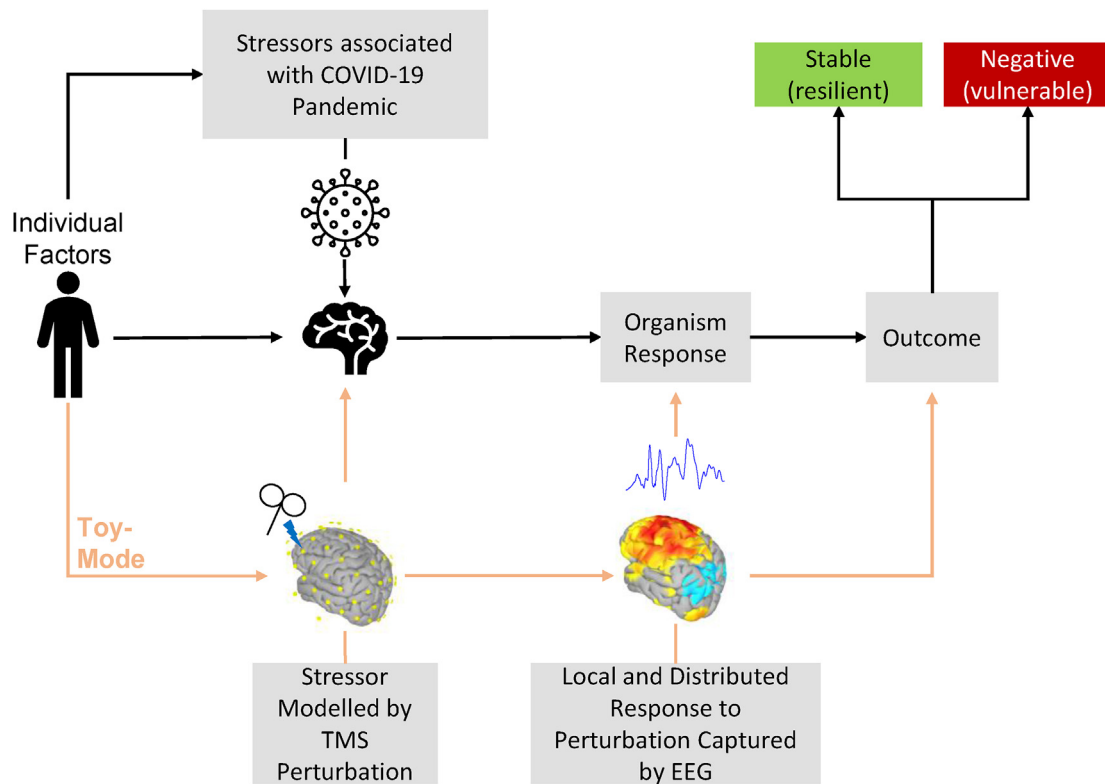 Stressors associated
with COVID-19
Pandemic
Stable
(resilient)
Negative
(vulnerable)
Individual
Factors
Organism
Response
Outcome
Toy-
Mode
Stressor
Modelled by
TMS
Perturbation
Local and Distributed
Response to
Perturbation Captured
by EEG